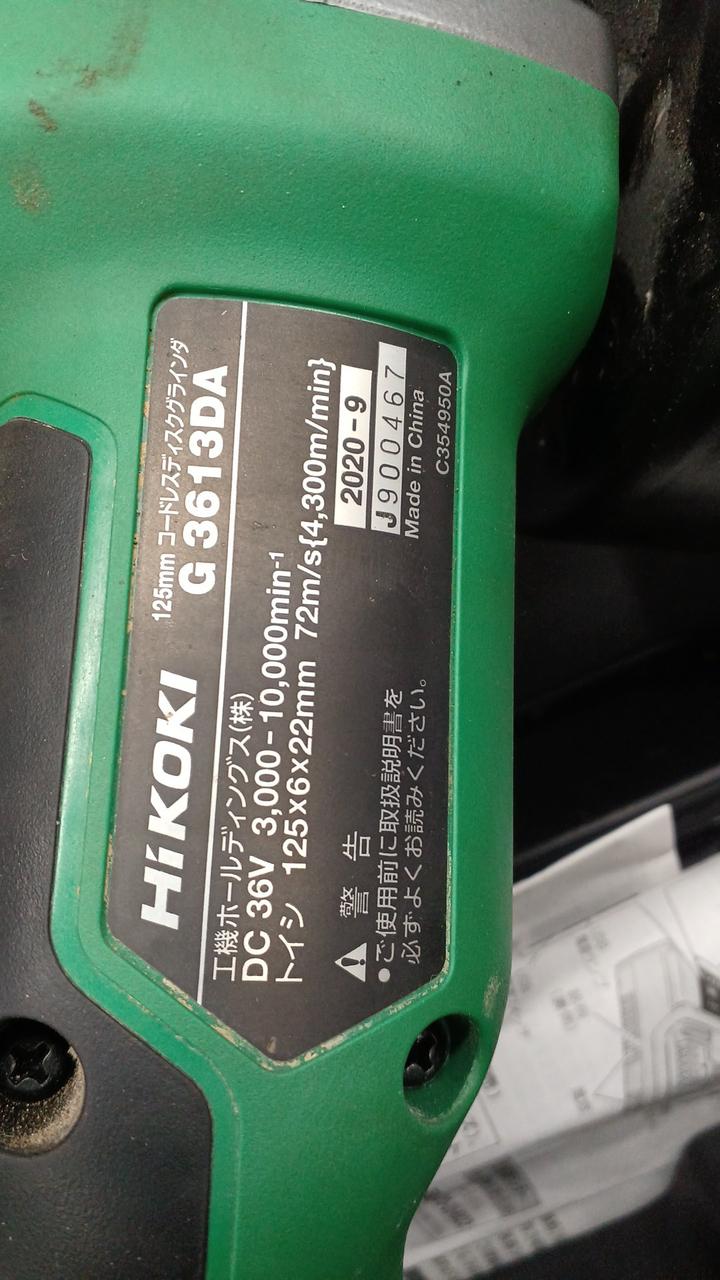 125mm コードレスディスクグラインダ
HiKOKI G 3613DA
工機ホールディングス(株)
DC 36V 3,000-10,000min-1
トイシ 125x6x22mm 72m/s{4,300m/min}
2020-9
J900467
Made in China
C354950A
⚠ 警 告
●ご使用前に取扱説明書を
必ずよくお読みください。